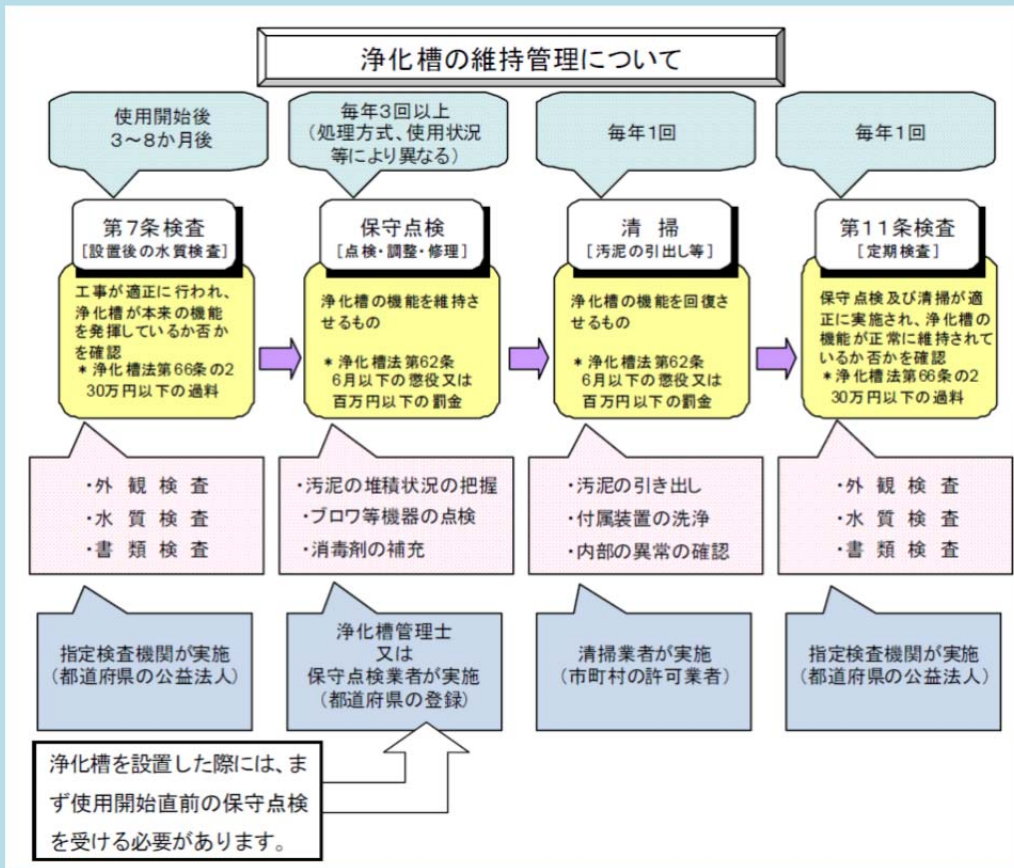 浄化槽の維持管理について
使用開始後
3～8か月後
毎年3回以上
(処理方式、使用状況
等により異なる)
毎年1回
毎年1回
第7条検査
[設置後の水質検査]
保守点検
[点検・調整・修理]
清 掃
[汚泥の引出し等]
第11条検査
[定期検査]
工事が適正に行われ、
浄化槽が本来の機能
を発揮しているか否か
を確認
＊浄化槽法第66条の2
30万円以下の過料
浄化槽の機能を維持さ
せるもの
＊浄化槽法第62条
6月以下の懲役又は
百万円以下の罰金
浄化槽の機能を回復さ
せるもの
＊浄化槽法第62条
6月以下の懲役又は
百万円以下の罰金
保守点検及び清掃が適
正に実施され、浄化槽の
機能が正常に維持されて
いるか否かを確認
＊浄化槽法第66条の2
30万円以下の過料
・外 観 検 査
・水 質 検 査
・書 類 検 査
・汚泥の堆積状況の把握
・ブロワ等機器の点検
・消毒剤の補充
・汚泥の引き出し
・付属装置の洗浄
・内部の異常の確認
・外 観 検 査
・水 質 検 査
・書 類 検 査
指定検査機関が実施
(都道府県の公益法人)
浄化槽管理士
又は
保守点検業者が実施
(都道府県の登録)
清掃業者が実施
(市町村の許可業者)
指定検査機関が実施
(都道府県の公益法人)
浄化槽を設置した際には、ま
ず使用開始直前の保守点検
を受ける必要があります。